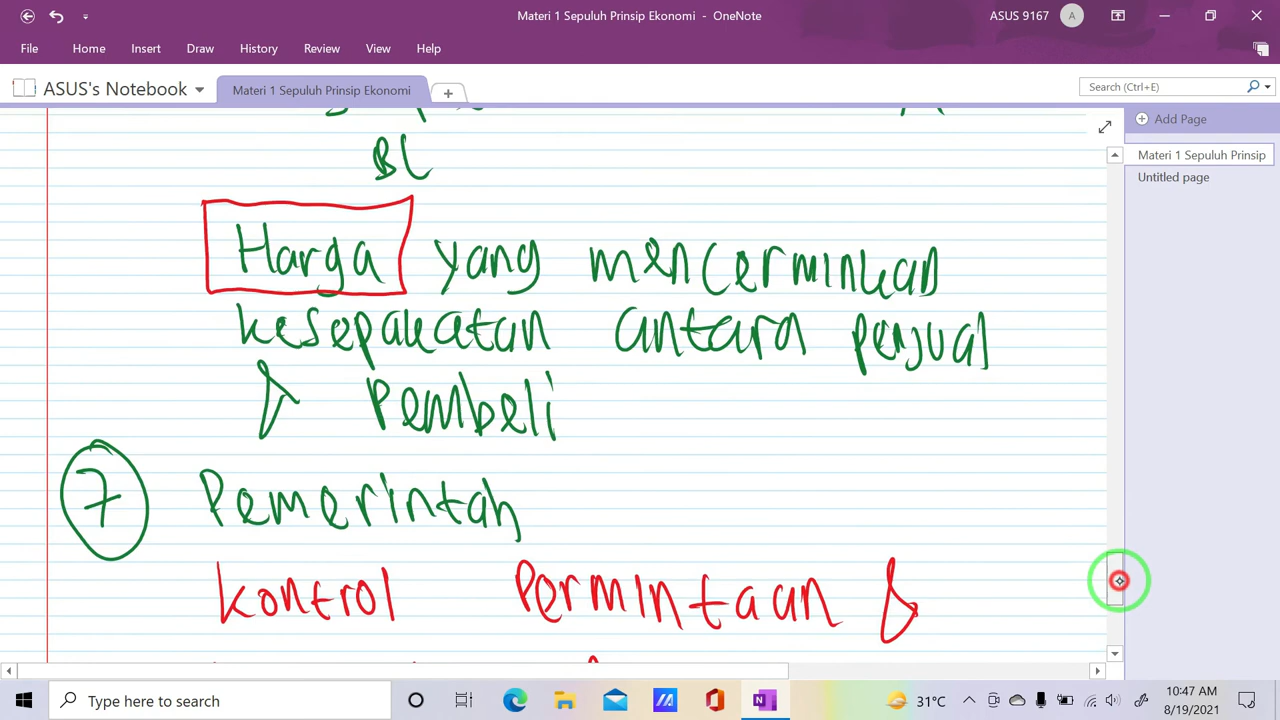 Materi 1 Sepuluh Prinsip Ekonomi - OneNote
ASUS 9167
A
File Home Insert Draw History Review View Help
ASUS's Notebook
Materi 1 Sepuluh Prinsip Ekonomi
Search (Ctrl+E)
Add Page
Materi 1 Sepuluh Prinsip
Untitled page
BL
Harga yang mencerminkan
kesepakatan antara penjual
& Pembeli
7 Pemerintah
kontrol Permintaan &
Type here to search
31°C
10:47 AM
8/19/2021